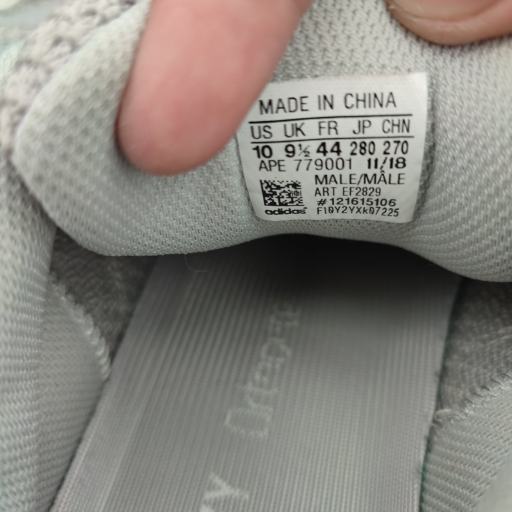 MADE IN CHINA
US UK FR JP CHN
10 9½ 44 280 270
APE 779001 11/18
MALE/MÂLE
ART EF2829
#121615106
F10Y2YXk07225
adidas